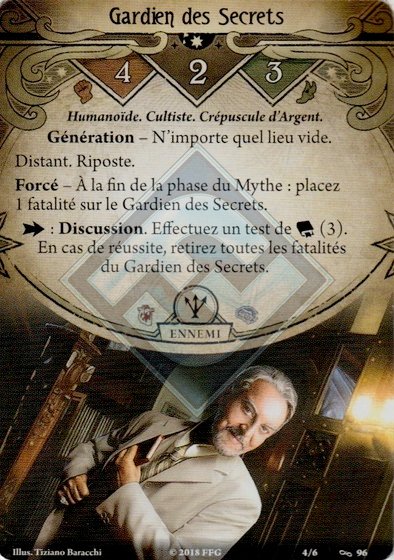 Gardien des Secrets
4 2 3
Humanoïde. Cultiste. Crépuscule d'Argent.
Génération – N'importe quel lieu vide.
Distant. Riposte.
Forcé – À la fin de la phase du Mythe : placez
1 fatalité sur le Gardien des Secrets.
: Discussion. Effectuez un test de (3).
En cas de réussite, retirez toutes les fatalités
du Gardien des Secrets.
ENNEMI
Illus. Tiziano Baracchi © 2018 FFG 4/6 96